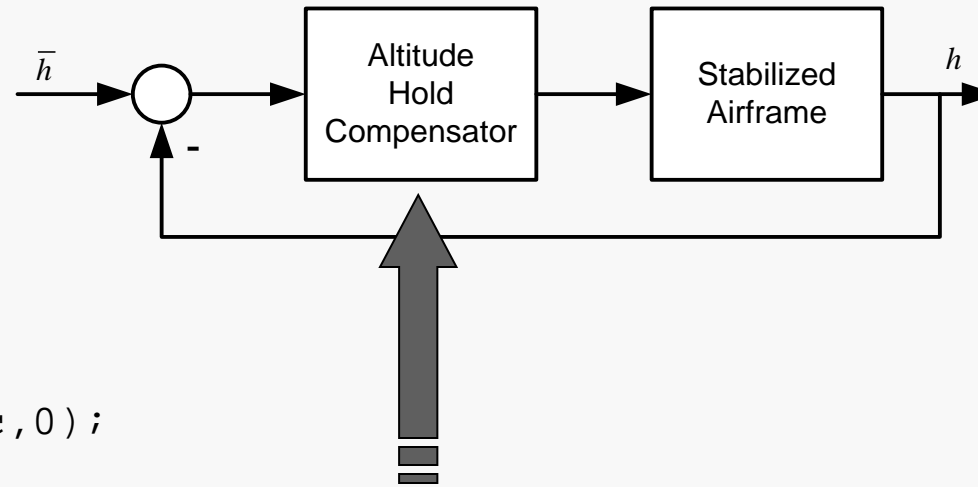 h̄
Altitude
Hold
Compensator
Stabilized
Airframe
h
-
,0);